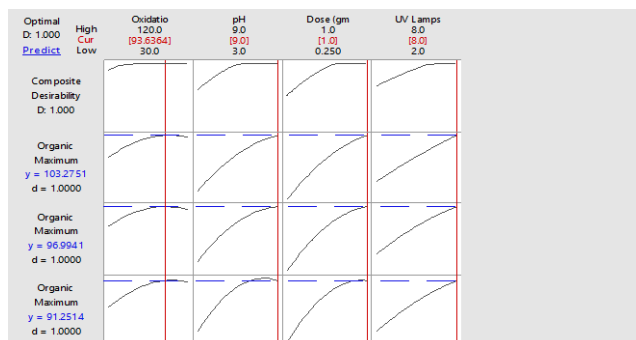 Optimal
D: 1.000
Predict
High
Cur
Low
Oxidatio
120.0
[93.6364]
30.0
pH
9.0
[9.0]
3.0
Dose (gm
1.0
[1.0]
0.250
UV Lamps
8.0
[8.0]
2.0
Composite
Desirability
D: 1.000
Organic
Maximum
y = 103.2751
d = 1.0000
Organic
Maximum
y = 96.9941
d = 1.0000
Organic
Maximum
y = 91.2514
d = 1.0000